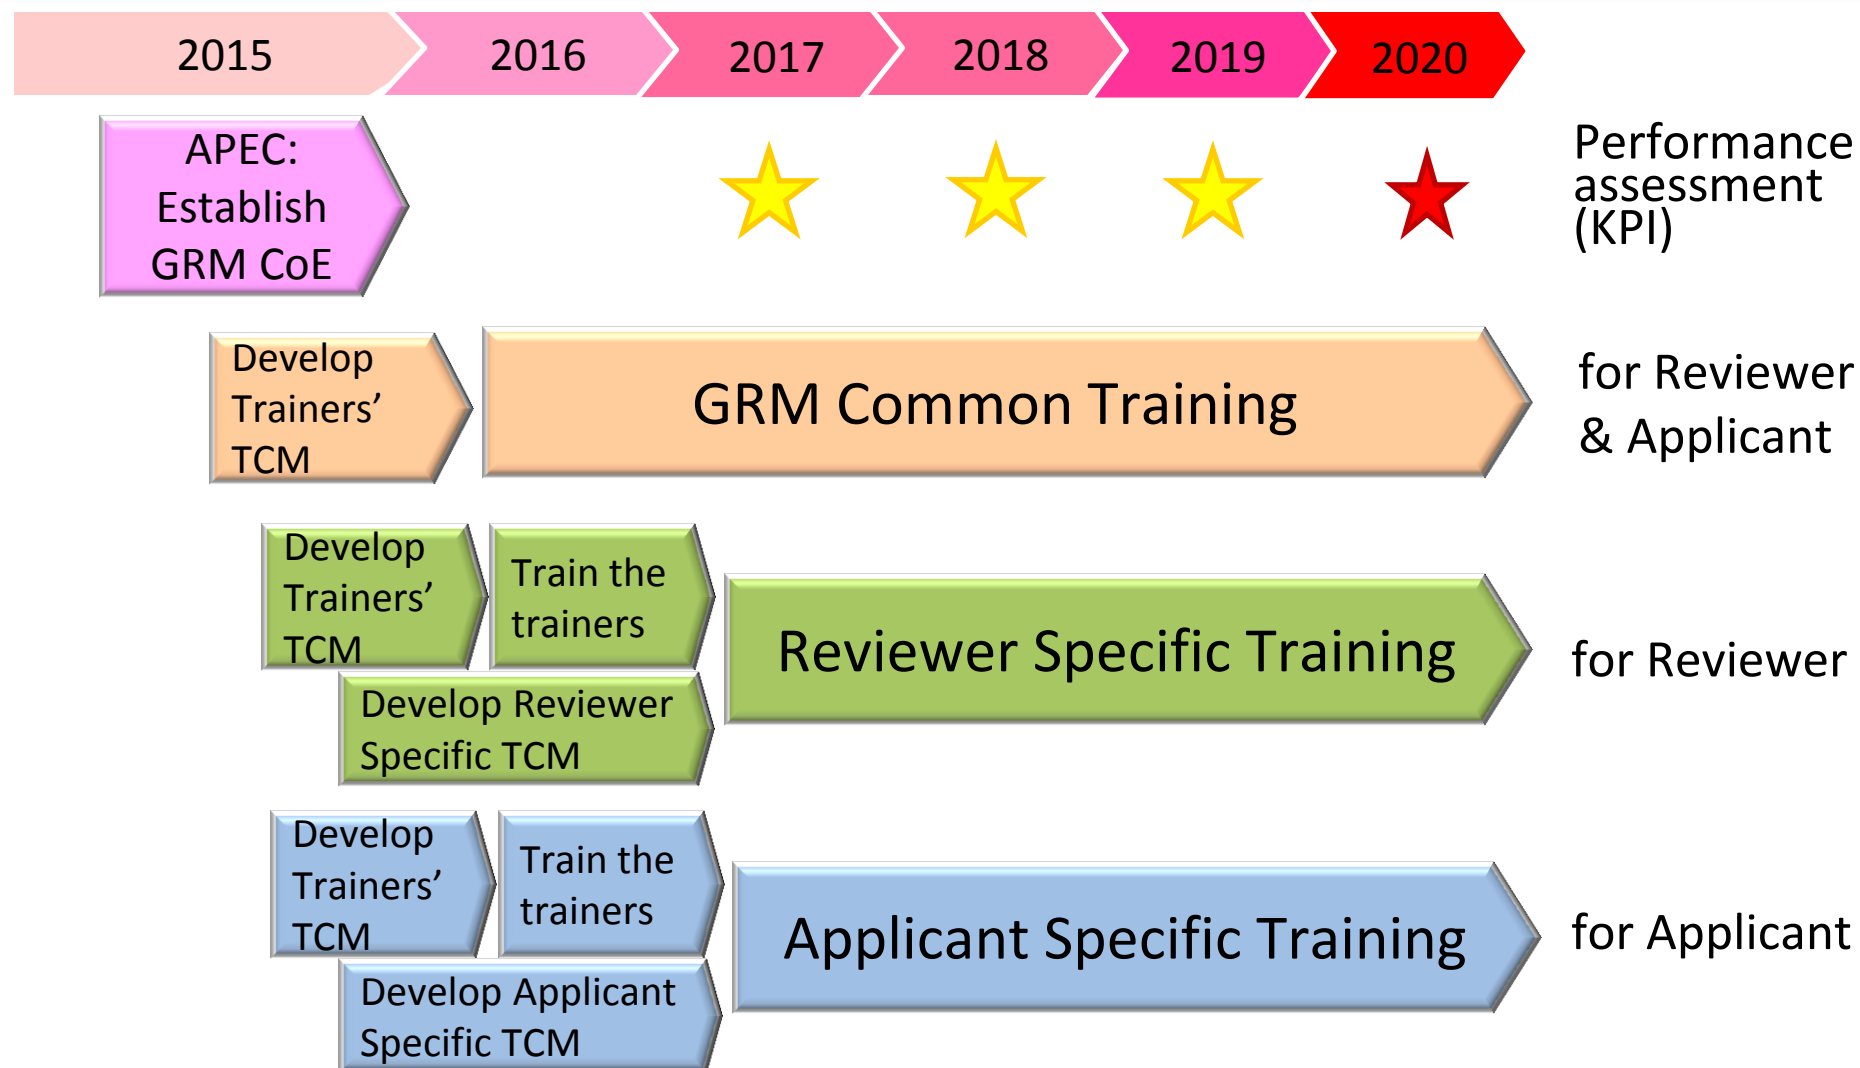 2015
2016
2017
2018
2019
2020
APEC:
Establish
GRM CoE
Performance
assessment
(KPI)
Develop
Trainers’
TCM
GRM Common Training
for Reviewer
& Applicant
Develop
Trainers’
TCM
Train the
trainers
Develop Reviewer
Specific TCM
Reviewer Specific Training
for Reviewer
Develop
Trainers’
TCM
Train the
trainers
Develop Applicant
Specific TCM
Applicant Specific Training
for Applicant